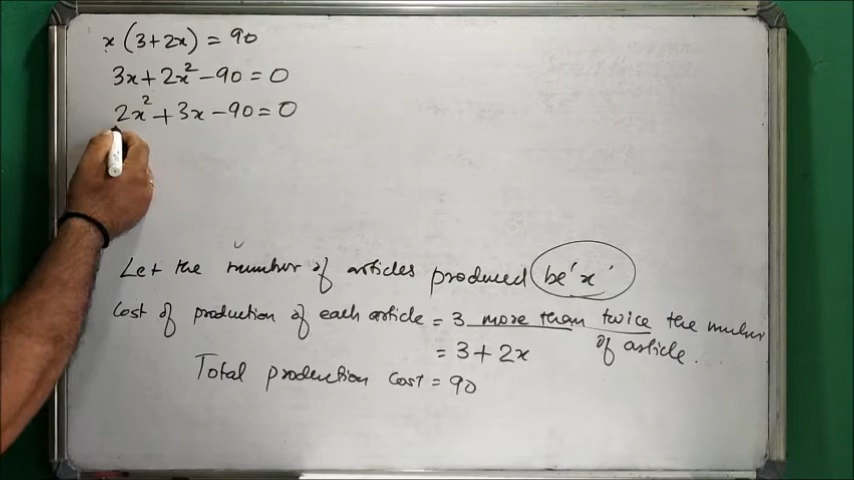 x (3+2x) = 90
3x + 2x² - 90 = 0
2x² + 3x - 90 = 0
Let the number of articles produced be 'x'
Cost of production of each article = 3 more than twice the number
of article..
= 3 + 2x
Total production cost = 90